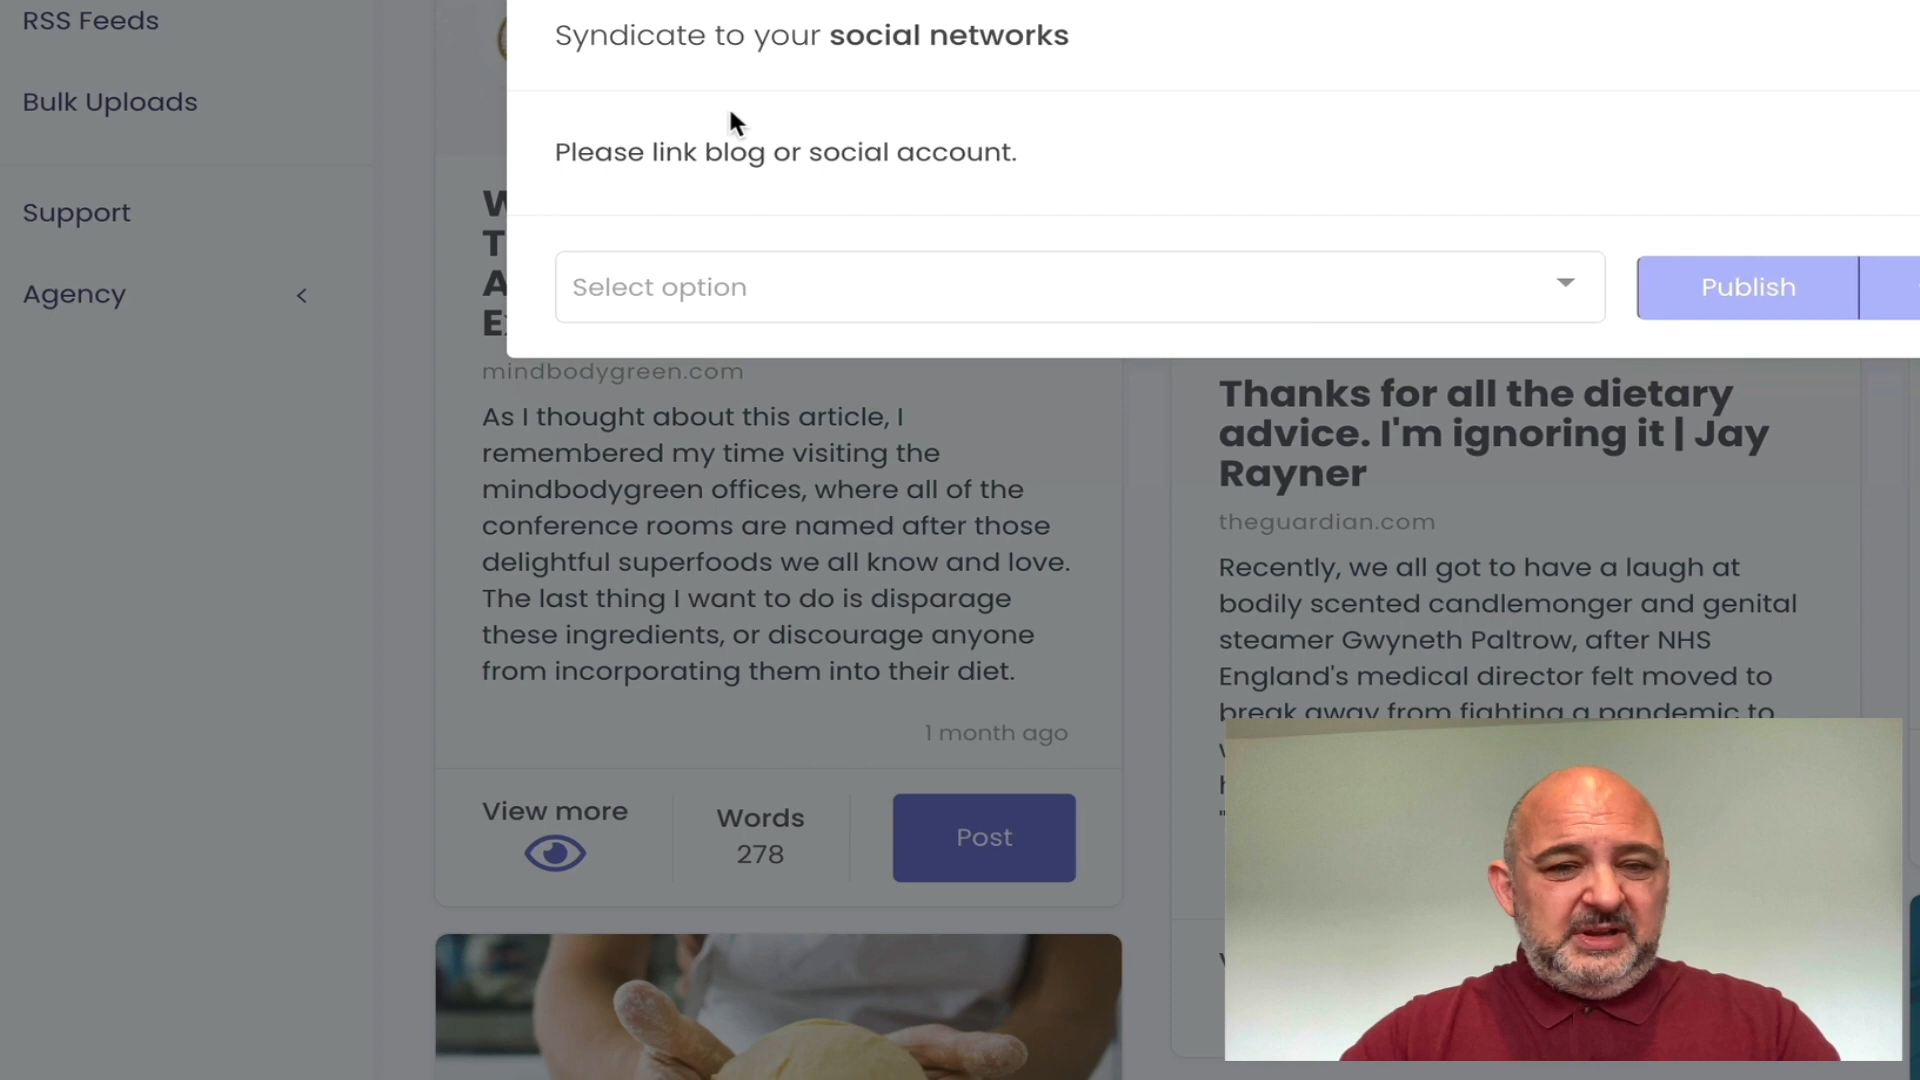 RSS Feeds
Bulk Uploads
Support
Agency
Syndicate to your social networks
Please link blog or social account.
Select option
Publish
mindbodygreen.com
As I thought about this article, I
remembered my time visiting the
mindbodygreen offices, where all of the
conference rooms are named after those
delightful superfoods we all know and love.
The last thing I want to do is disparage
these ingredients, or discourage anyone
from incorporating them into their diet.
1 month ago
View more
Words
278
Post
Thanks for all the dietary
advice. I'm ignoring it | Jay
Rayner
theguardian.com
Recently, we all got to have a laugh at
bodily scented candlemonger and genital
steamer Gwyneth Paltrow, after NHS
England's medical director felt moved to
break away from fighting a pandemic to